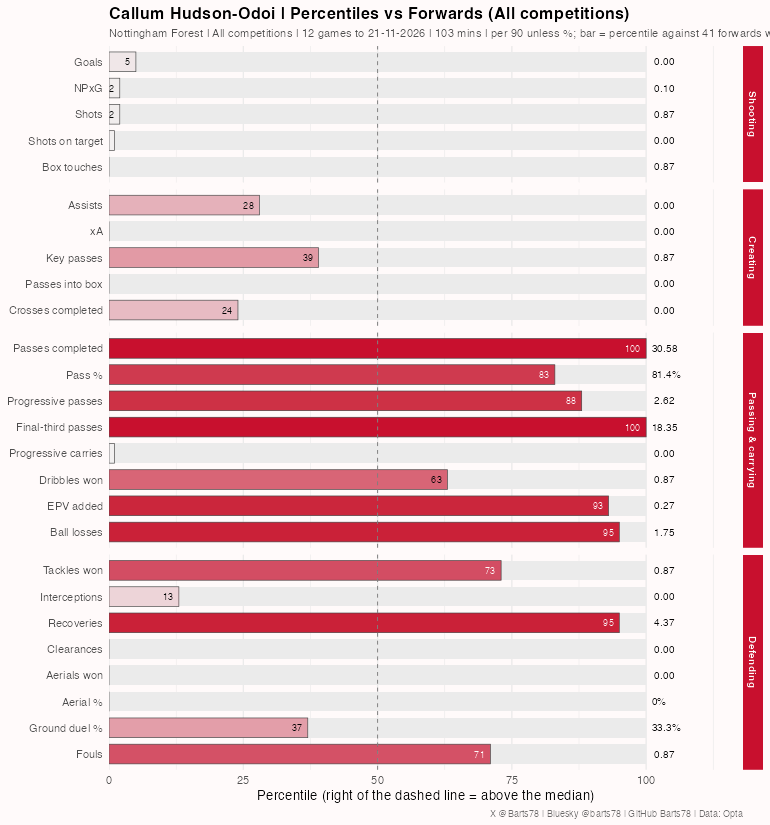 Callum Hudson-Odoi | Percentiles vs Forwards (All competitions)
Nottingham Forest | All competitions | 12 games to 21-11-2026 | 103 mins | per 90 unless %; bar = percentile against 41 forwards w
Goals 5 0.00
NPxG 2 0.10
Shots 2 0.87
Shots on target 0.00
Box touches 0.87
Shooting
Assists 28 0.00
xA 0.00
Key passes 39 0.87
Passes into box 0.00
Crosses completed 24 0.00
Creating
Passes completed 100 30.58
Pass % 83 81.4%
Progressive passes 88 2.62
Final-third passes 100 18.35
Progressive carries 0.00
Dribbles won 63 0.87
EPV added 93 0.27
Ball losses 95 1.75
Passing & carrying
Tackles won 73 0.87
Interceptions 13 0.00
Recoveries 95 4.37
Clearances 0.00
Aerials won 0.00
Aerial % 0%
Ground duel % 37 33.3%
Fouls 71 0.87
Defending
0 25 50 75 100
Percentile (right of the dashed line = above the median)
X @Barts78 | Bluesky @barts78 | GitHub Barts78 | Data: Opta